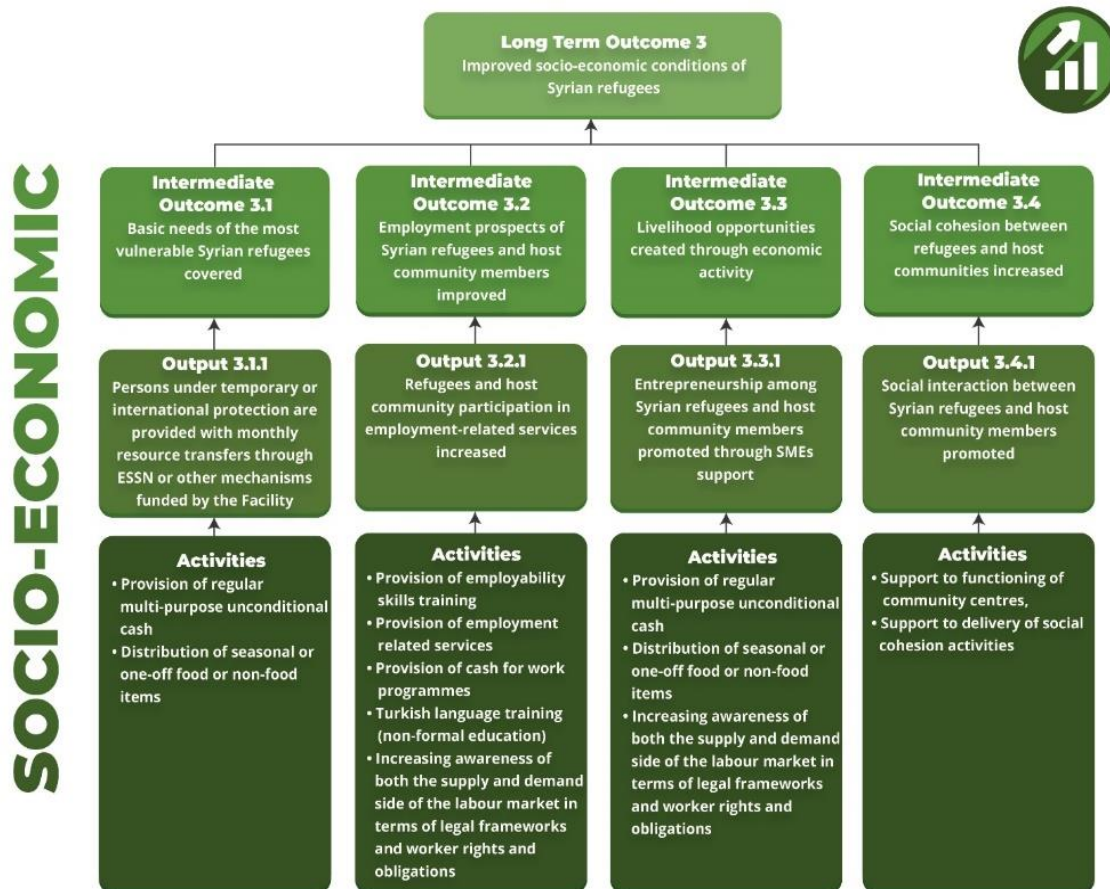 SOCIO-ECONOMIC
Long Term Outcome 3
Improved socio-economic conditions of
Syrian refugees
Intermediate
Outcome 3.1
Basic needs of the most
vulnerable Syrian refugees
covered
Intermediate
Outcome 3.2
Employment prospects of
Syrian refugees and host
community members
improved
Intermediate
Outcome 3.3
Livelihood opportunities
created through economic
activity
Intermediate
Outcome 3.4
Social cohesion between
refugees and host
communities increased
Output 3.1.1
Persons under temporary or
international protection are
provided with monthly
resource transfers through
ESSN or other mechanisms
funded by the Facility
Output 3.2.1
Refugees and host
community participation in
employment-related services
increased
Output 3.3.1
Entrepreneurship among
Syrian refugees and host
community members
promoted through SMEs
support
Output 3.4.1
Social interaction between
Syrian refugees and host
community members
promoted
Activities
• Provision of regular
multi-purpose unconditional
cash
• Distribution of seasonal or
one-off food or non-food
items
Activities
• Provision of employability
skills training
• Provision of employment
related services
• Provision of cash for work
programmes
• Turkish language training
(non-formal education)
• Increasing awareness of
both the supply and demand
side of the labour market in
terms of legal frameworks
and worker rights and
obligations
Activities
• Provision of regular
multi-purpose unconditional
cash
• Distribution of seasonal or
one-off food or non-food
items
• Increasing awareness of
both the supply and demand
side of the labour market in
terms of legal frameworks
and worker rights and
obligations
Activities
• Support to functioning of
community centres,
• Support to delivery of social
cohesion activities